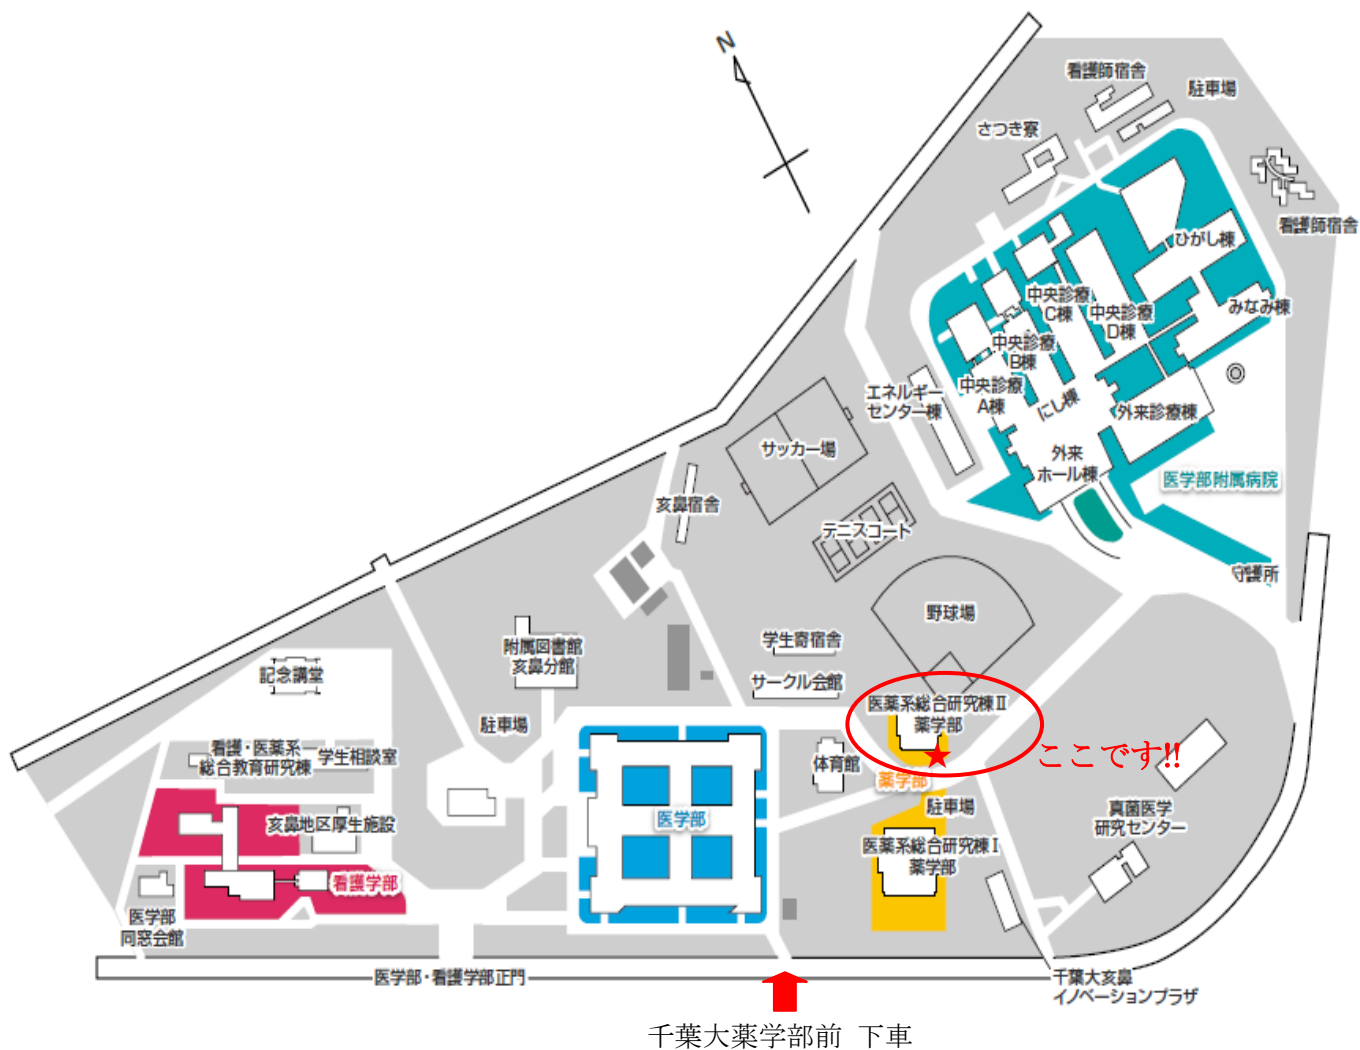 N
看護師宿舎
駐車場
さつき寮
看護師宿舎
ひがし棟
中央診療
C棟
中央診療
D棟
みなみ棟
中央診療
B棟
中央診療
A棟
にし棟
エネルギー
センター棟
外来診療棟
外来
ホール棟
サッカー場
医学部附属病院
亥鼻宿舎
テニスコート
守護所
野球場
学生寄宿舎
附属図書館
亥鼻分館
記念講堂
サークル会館
医薬系総合研究棟Ⅱ
薬学部
駐車場
看護・医薬系
総合教育研究棟
学生相談室
ここです!!
体育館
薬学部
駐車場
真菌医学
研究センター
医学部
亥鼻地区厚生施設
医薬系総合研究棟Ⅰ
薬学部
看護学部
医学部
同窓会館
医学部・看護学部正門
千葉大亥鼻
イノベーションプラザ
千葉大薬学部前 下車